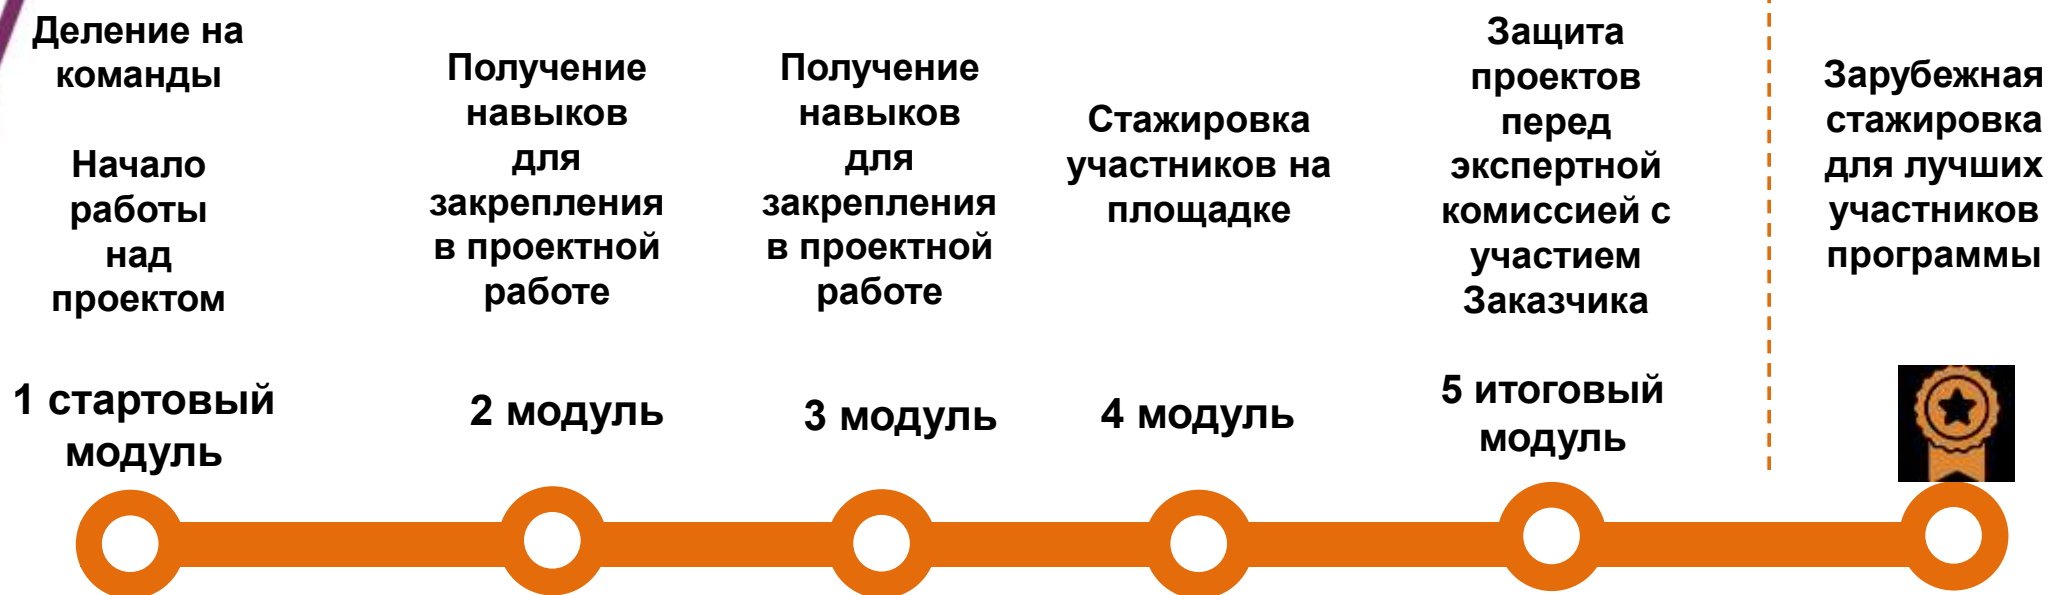 Деление на
команды
Начало
работы
над
проектом
1 стартовый
модуль
Получение
навыков
для
закрепления
в проектной
работе
2 модуль
Получение
навыков
для
закрепления
в проектной
работе
3 модуль
Стажировка
участников на
площадке
4 модуль
Защита
проектов
перед
экспертной
комиссией с
участием
Заказчика
5 итоговый
модуль
Зарубежная
стажировка
для лучших
участников
программы